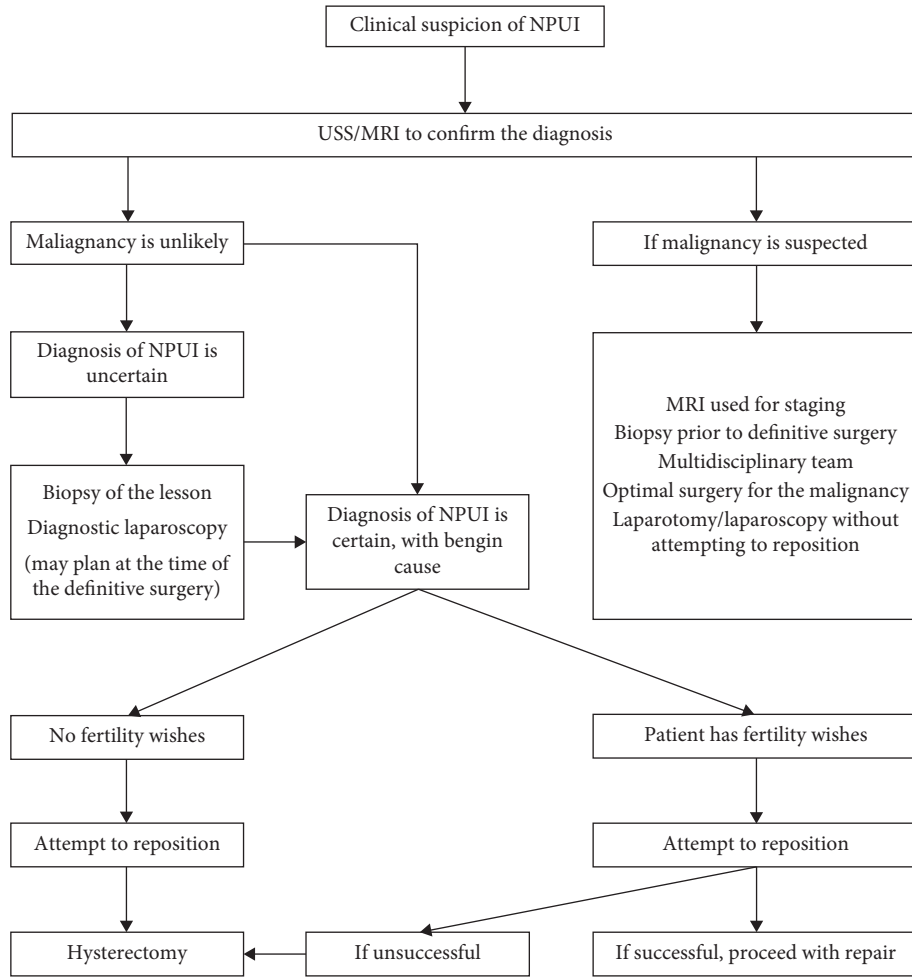 Clinical suspicion of NPUI
USS/MRI to confirm the diagnosis
Maliagnancy is unlikely
If malignancy is suspected
Diagnosis of NPUI is
uncertain
MRI used for staging
Biopsy prior to definitive surgery
Multidisciplinary team
Optimal surgery for the malignancy
Laparotomy/laparoscopy without
attempting to reposition
Biopsy of the lesson
Diagnostic laparoscopy
(may plan at the time of
the definitive surgery)
Diagnosis of NPUI is
certain, with bengin
cause
No fertility wishes
Patient has fertility wishes
Attempt to reposition
Attempt to reposition
Hysterectomy
If unsuccessful
If successful, proceed with repair